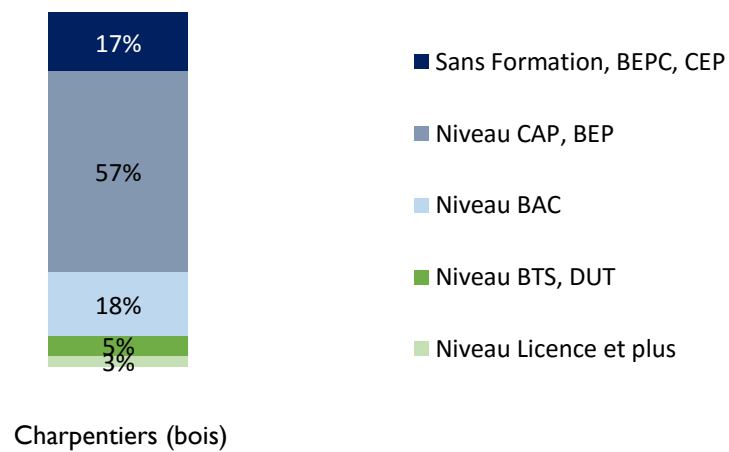 17%
57%
18%
5%
3%
Sans Formation, BEPC, CEP
Niveau CAP, BEP
Niveau BAC
Niveau BTS, DUT
Niveau Licence et plus
Charpentiers (bois)